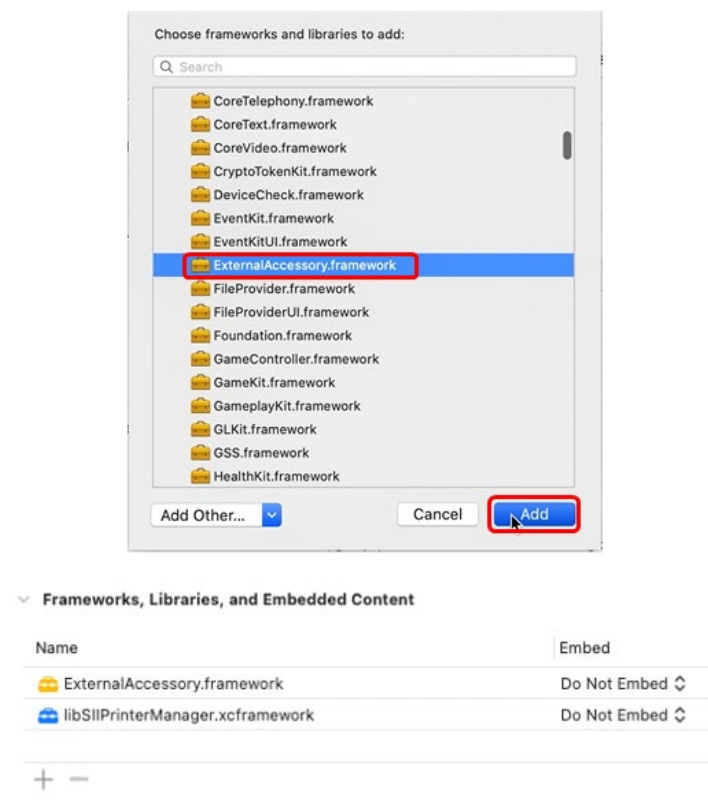 Choose frameworks and libraries to add:
Search
CoreTelephony.framework
CoreText.framework
CoreVideo.framework
CryptoTokenKit.framework
DeviceCheck.framework
EventKit.framework
EventKitUI.framework
ExternalAccessory.framework
FileProvider.framework
FileProviderUI.framework
Foundation.framework
GameController.framework
GameKit.framework
GameplayKit.framework
GLKit.framework
GSS.framework
HealthKit.framework
Add Other... Cancel Add
Frameworks, Libraries, and Embedded Content
Name Embed
ExternalAccessory.framework Do Not Embed
libSIIPrinterManager.xcframework Do Not Embed